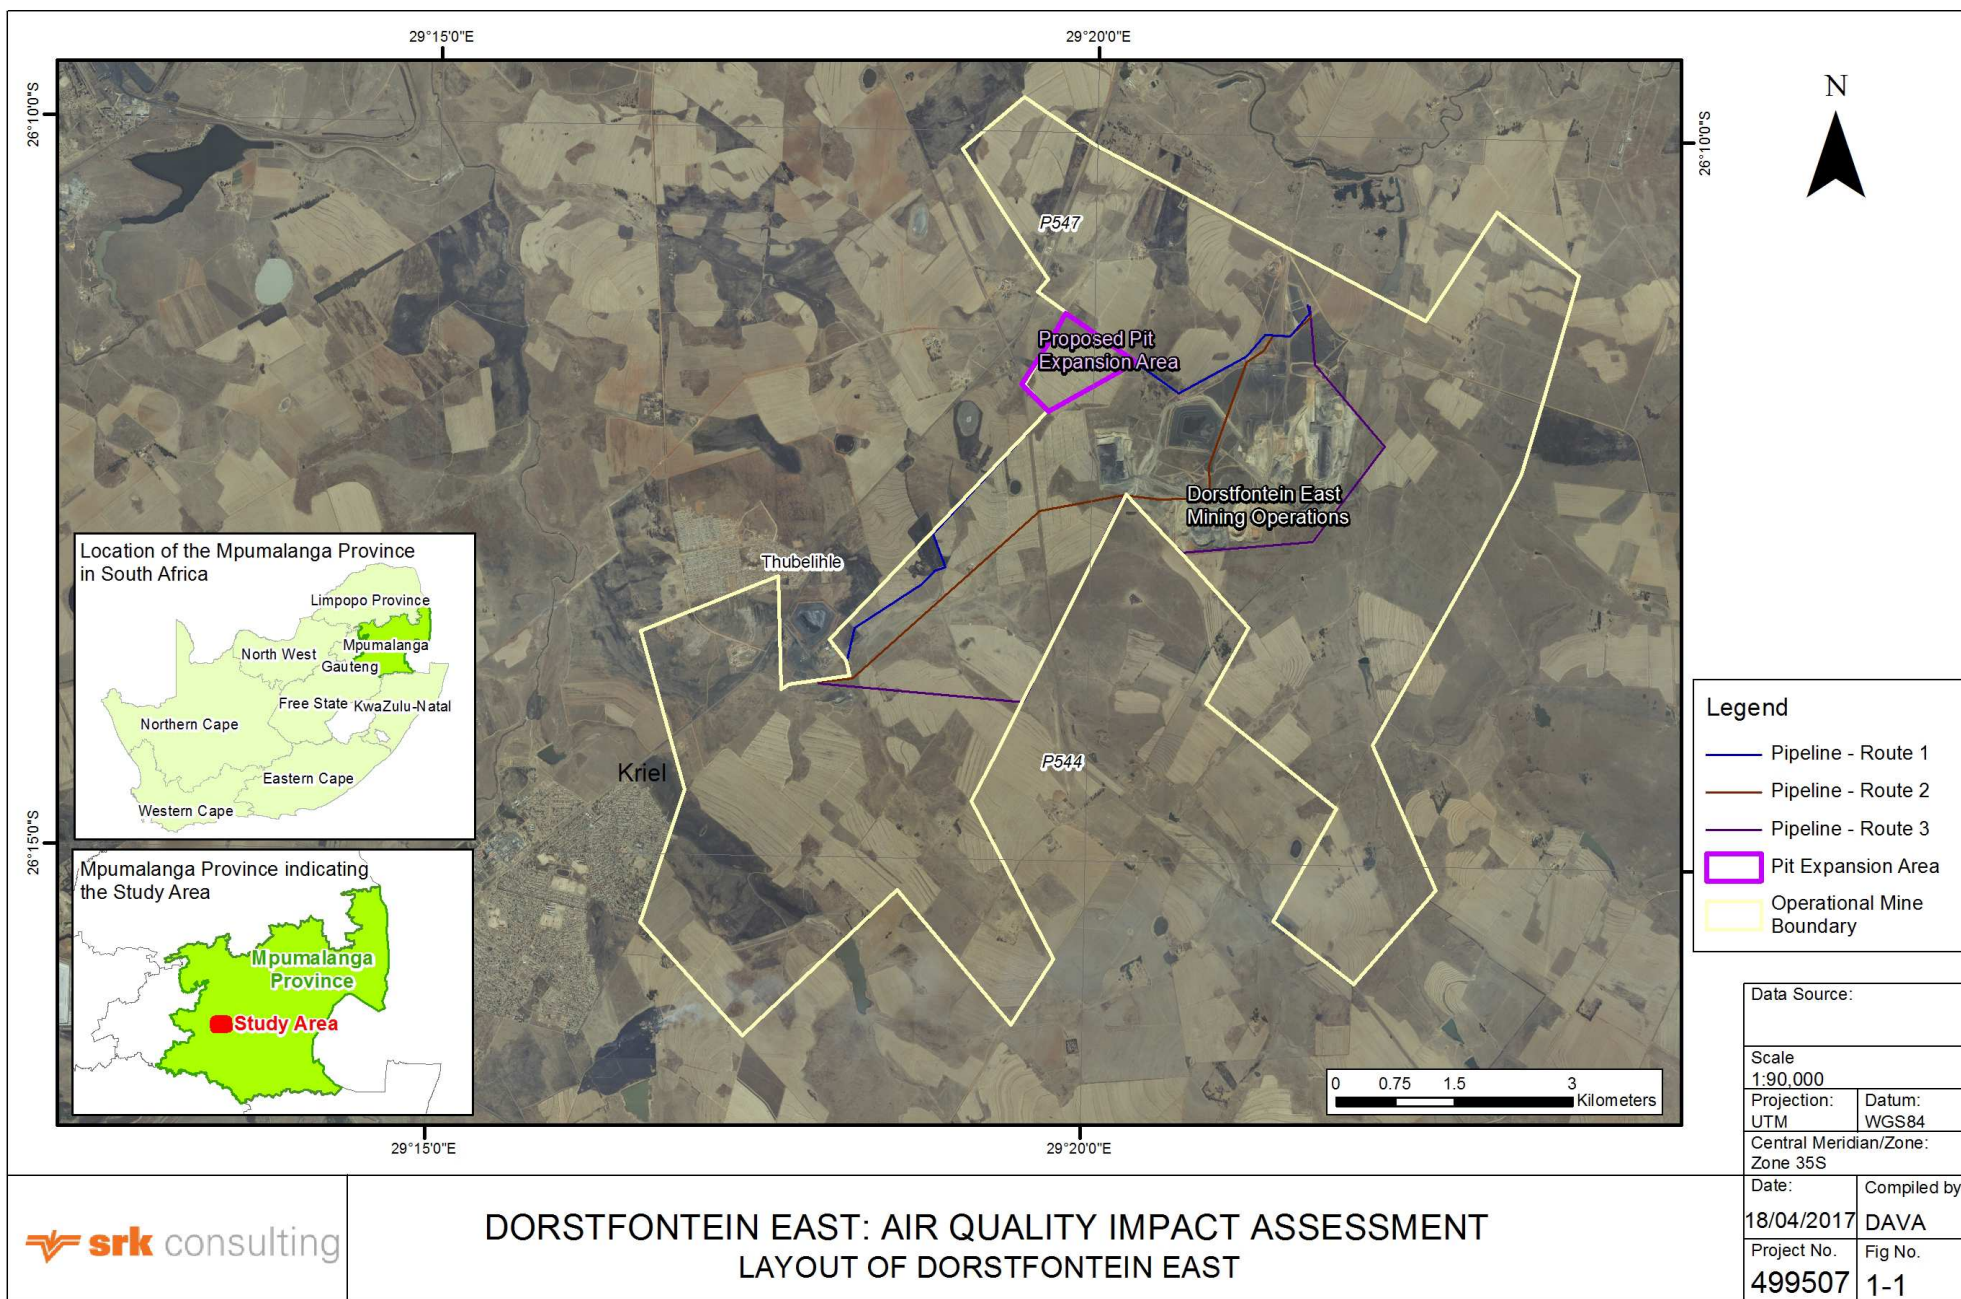 29°15'0"E
29°20'0"E
26°10'0"S
26°10'0"S
N
P547
Proposed Pit
Expansion Area
Dorstfontein East
Mining Operations
Thubelihle
Kriel
P544
26°15'0"S
Location of the Mpumalanga Province
in South Africa
Limpopo Province
Mpumalanga
North West
Gauteng
Free State
KwaZulu-Natal
Northern Cape
Eastern Cape
Western Cape
Mpumalanga Province indicating
the Study Area
Mpumalanga
Province
Study Area
0 0.75 1.5 3
Kilometers
29°15'0"E
29°20'0"E
Legend
Pipeline - Route 1
Pipeline - Route 2
Pipeline - Route 3
Pit Expansion Area
Operational Mine
Boundary
Data Source:
Scale
1:90,000
Projection:
UTM
Datum:
WGS84
Central Meridian/Zone:
Zone 35S
Date:
18/04/2017
Compiled by
DAVA
Project No.
499507
Fig No.
1-1
srk consulting
DORSTFONTEIN EAST: AIR QUALITY IMPACT ASSESSMENT
LAYOUT OF DORSTFONTEIN EAST